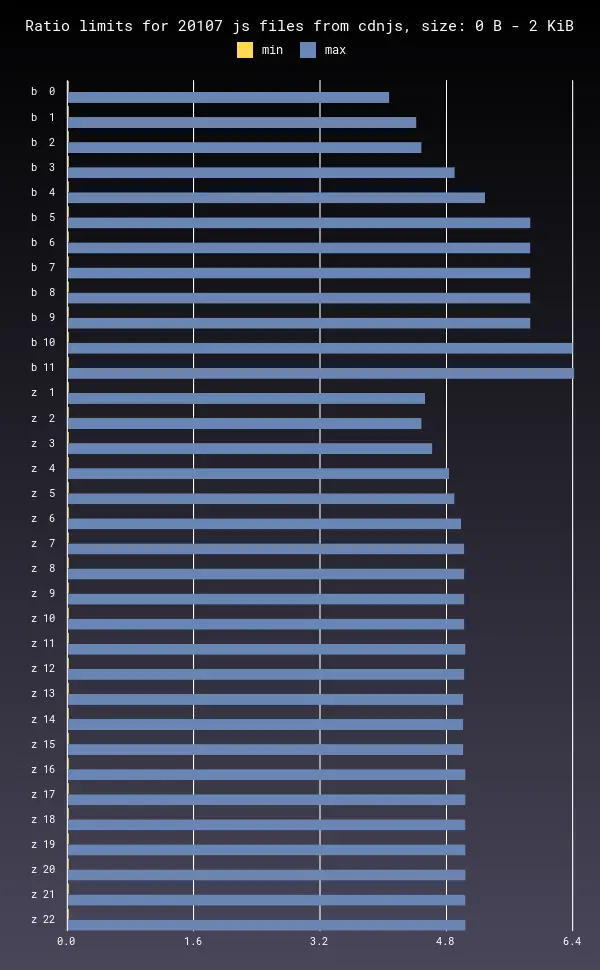 Ratio limits for 20107 js files from cdnjs, size: 0 B - 2 KiB
min max
b 0
b 1
b 2
b 3
b 4
b 5
b 6
b 7
b 8
b 9
b 10
b 11
z 1
z 2
z 3
z 4
z 5
z 6
z 7
z 8
z 9
z 10
z 11
z 12
z 13
z 14
z 15
z 16
z 17
z 18
z 19
z 20
z 21
z 22
0.0 1.6 3.2 4.8 6.4